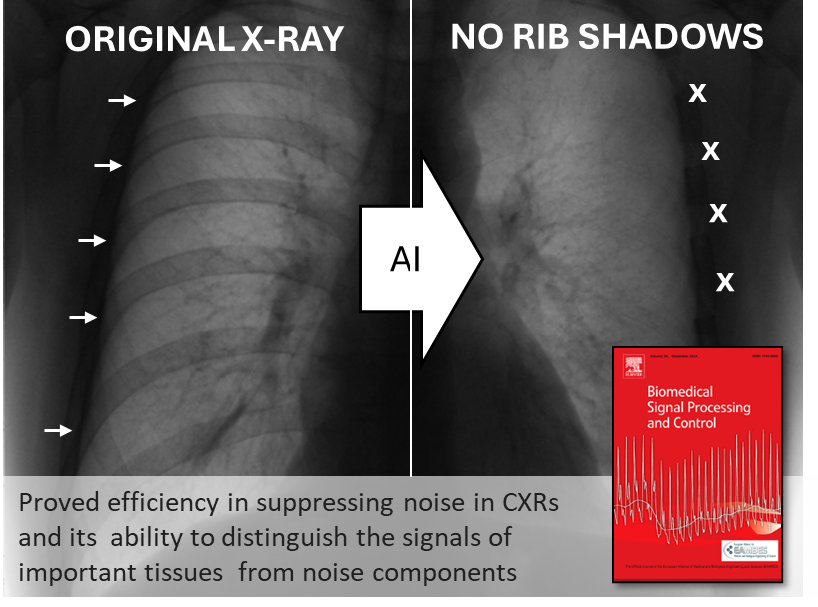 ORIGINAL X-RAY
NO RIB SHADOWS
X
X
X
X
AI
Biomedical
Signal Processing
and Control
Proved efficiency in suppressing noise in CXRs
and its ability to distinguish the signals of
important tissues from noise components